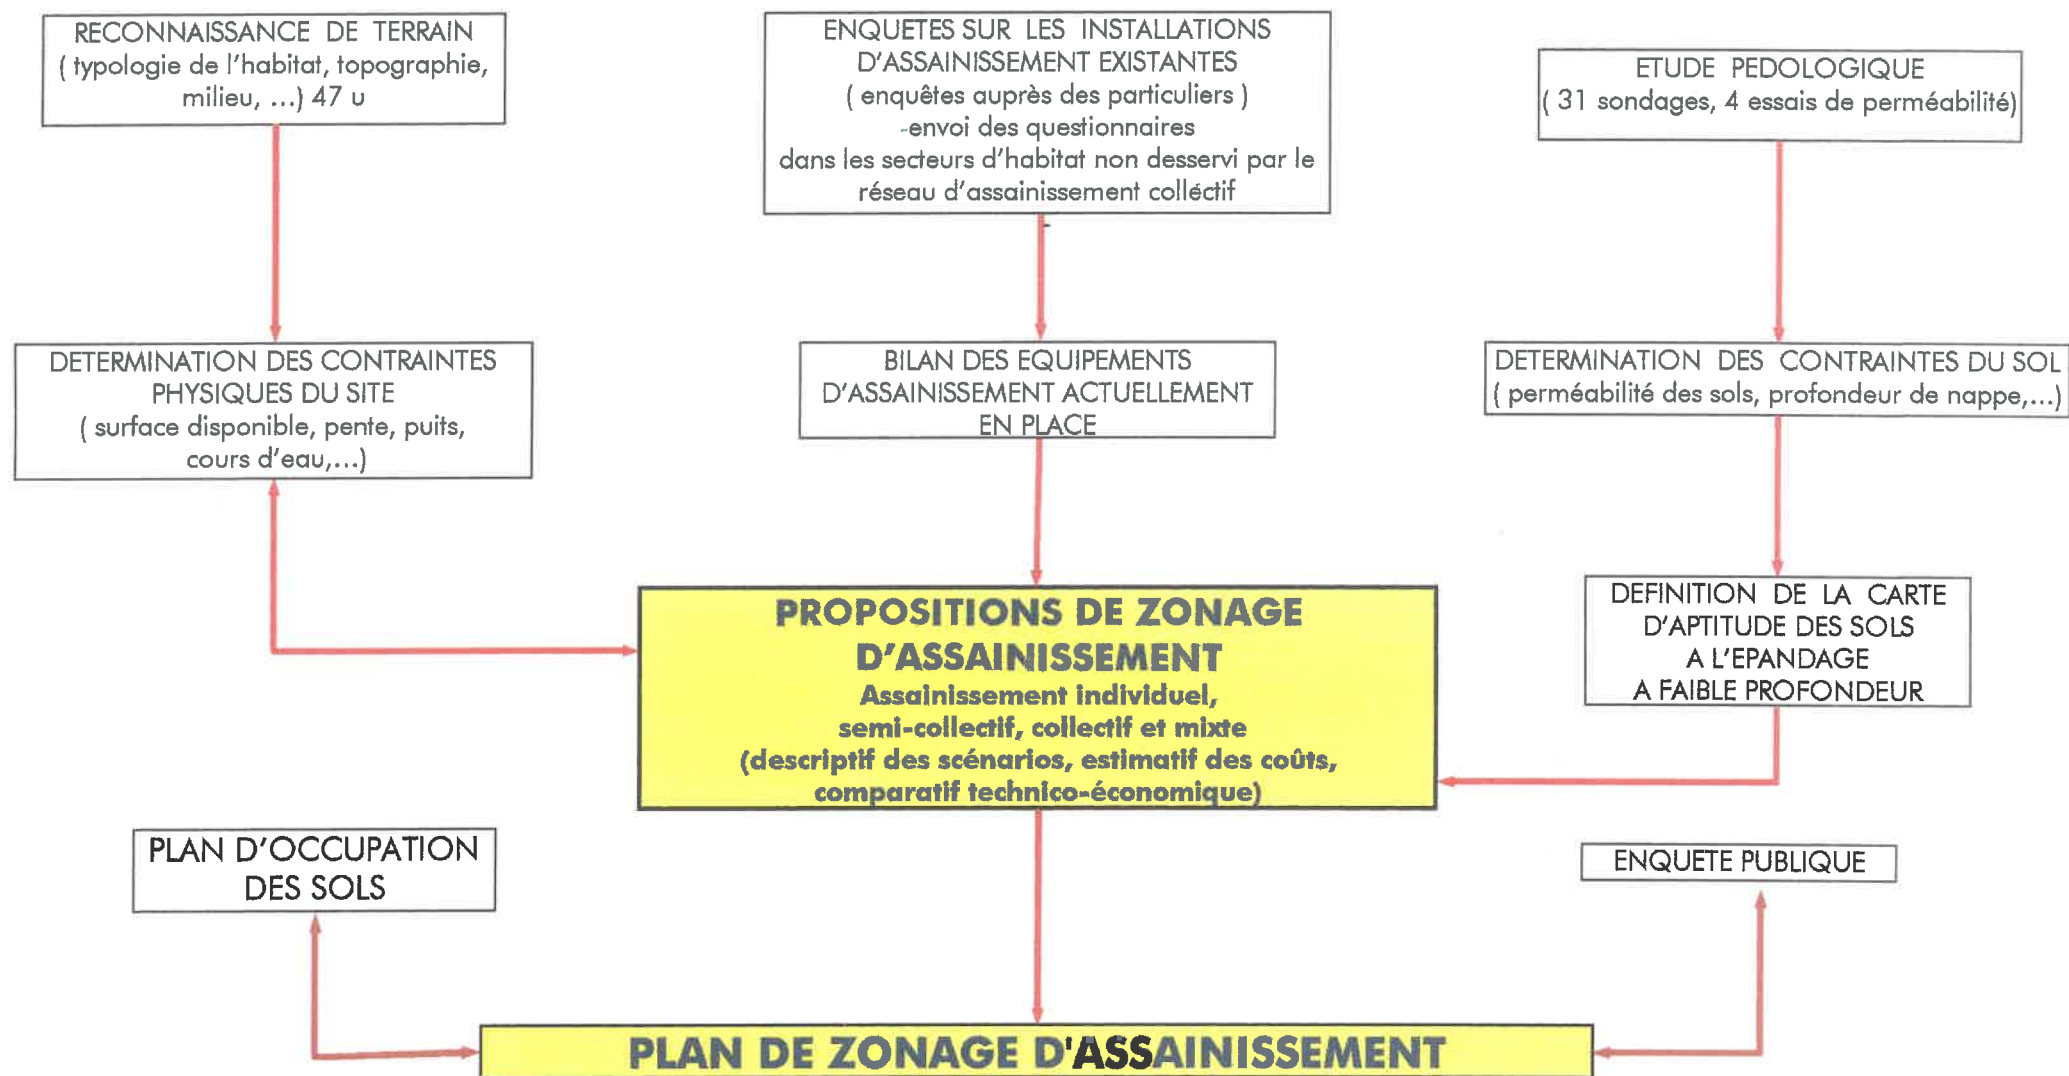 RECONNAISSANCE DE TERRAIN
( typologie de l'habitat, topographie,
milieu, ...) 47 u
ENQUETES SUR LES INSTALLATIONS
D'ASSAINISSEMENT EXISTANTES
( enquêtes auprès des particuliers )
-envoi des questionnaires
dans les secteurs d'habitat non desservi par le
réseau d'assainissement colléctif
ETUDE PEDOLOGIQUE
( 31 sondages, 4 essais de perméabilité)
DETERMINATION DES CONTRAINTES
PHYSIQUES DU SITE
( surface disponible, pente, puits,
cours d'eau,...)
BILAN DES EQUIPEMENTS
D'ASSAINISSEMENT ACTUELLEMENT
EN PLACE
DETERMINATION DES CONTRAINTES DU SOL
( perméabilité des sols, profondeur de nappe,...)
PROPOSITIONS DE ZONAGE
D'ASSAINISSEMENT
Assainissement individuel,
semi-collectif, collectif et mixte
(descriptif des scénarios, estimatif des coûts,
comparatif technico-économique)
DEFINITION DE LA CARTE
D'APTITUDE DES SOLS
A L'EPANDAGE
A FAIBLE PROFONDEUR
PLAN D'OCCUPATION
DES SOLS
ENQUETE PUBLIQUE
PLAN DE ZONAGE D'ASSAINISSEMENT